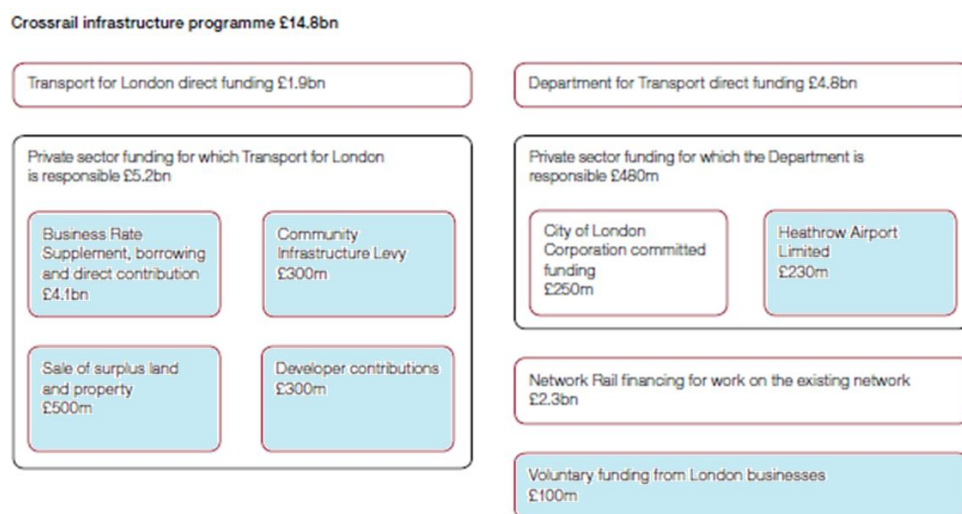 Crossrail infrastructure programme £14.8bn
Transport for London direct funding £1.9bn
Private sector funding for which Transport for London
is responsible £5.2bn
Business Rate
Supplement, borrowing
and direct contribution
£4.1bn
Community
Infrastructure Levy
£300m
Sale of surplus land
and property
£500m
Developer contributions
£300m
Department for Transport direct funding £4.8bn
Private sector funding for which the Department is
responsible £480m
City of London
Corporation committed
funding
£250m
Heathrow Airport
Limited
£230m
Network Rail financing for work on the existing network
£2.3bn
Voluntary funding from London businesses
£100m